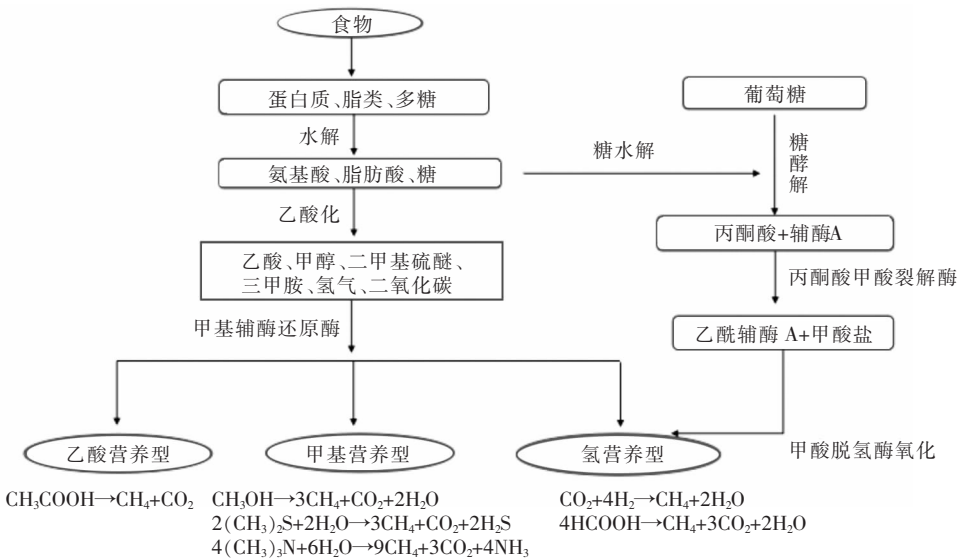 食物
蛋白质、脂类、多糖
葡萄糖
水解
糖水解
糖酵解
氨基酸、脂肪酸、糖
乙酸化
丙酮酸+辅酶A
乙酸、甲醇、二甲基硫醚、
三甲胺、氢气、二氧化碳
丙酮酸甲酸裂解酶
甲基辅酶还原酶
乙酰辅酶 A+甲酸盐
乙酸营养型
甲基营养型
氢营养型
甲酸脱氢酶氧化
CH₃COOH→CH₄+CO₂
CH₃OH→3CH₄+CO₂+2H₂O
2(CH₃)₂S+2H₂O→3CH₄+CO₂+2H₂S
4(CH₃)₃N+6H₂O→9CH₄+3CO₂+4NH₃
CO₂+4H₂→CH₄+2H₂O
4HCOOH→CH₄+3CO₂+2H₂O